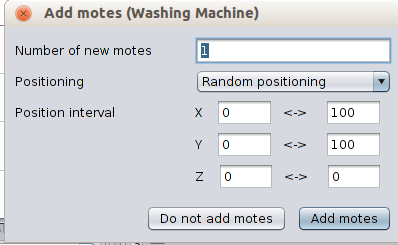 Add motes (Washing Machine)
Number of new motes 1
Positioning Random positioning
Position interval X 0 <-> 100
Y 0 <-> 100
Z 0 <-> 0
Do not add motes Add motes